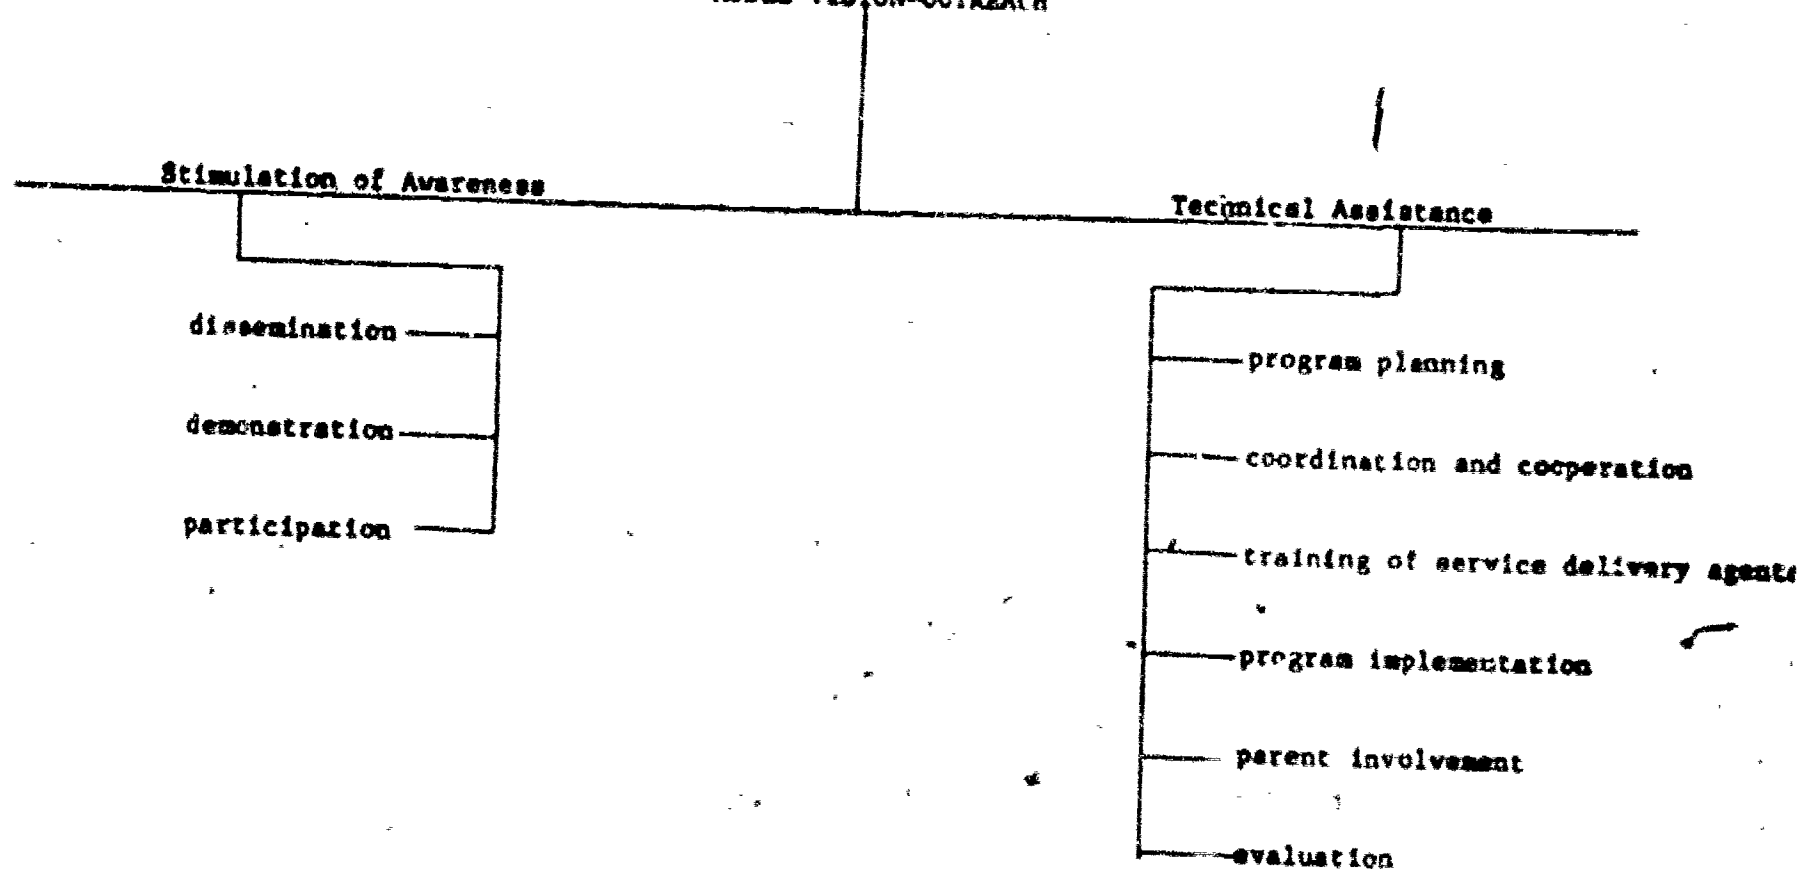 OUTREACH
Stimulation of Awareness
Technical Assistance
dissemination
demonstration
participation
program planning
coordination and cooperation
training of service delivery agents
program implementation
parent involvement
evaluation